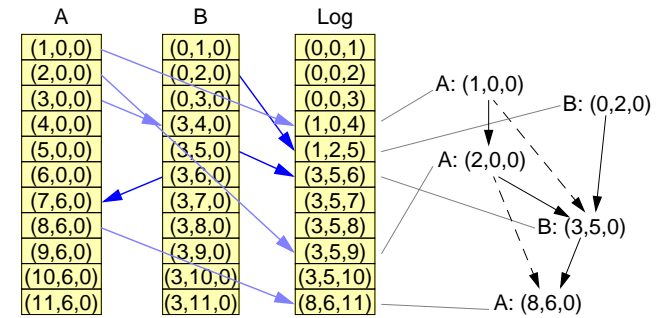 A B Log
(1,0,0) (0,1,0) (0,0,1)
(2,0,0) (0,2,0) (0,0,2)
(3,0,0) (0,3,0) (0,0,3)
(4,0,0) (3,4,0) (1,0,4)
(5,0,0) (3,5,0) (1,2,5)
(6,0,0) (3,6,0) (3,5,6)
(7,6,0) (3,7,0) (3,5,7)
(8,6,0) (3,8,0) (3,5,8)
(9,6,0) (3,9,0) (3,5,9)
(10,6,0) (3,10,0) (3,5,10)
(11,6,0) (3,11,0) (8,6,11)
A: (1,0,0)
B: (0,2,0)
A: (2,0,0)
B: (3,5,0)
A: (8,6,0)